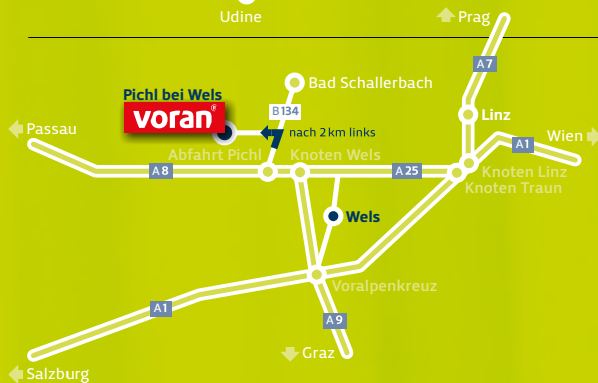 Udine
Prag
A7
Bad Schallerbach
Pichl bei Wels
voran®
B134
Linz
Passau
nach 2 km links
Wien
A1
Abfahrt Pichl
Knoten Wels
A8
A25
Knoten Linz
Knoten Traun
Wels
Voralpenkreuz
A1
A9
Graz
Salzburg